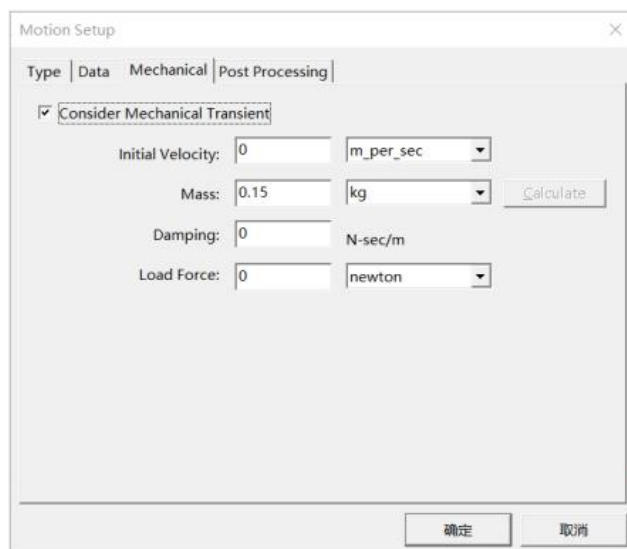 Motion Setup
Type Data Mechanical Post Processing
Consider Mechanical Transient
Initial Velocity: 0 m_per_sec
Mass: 0.15 kg Calculate
Damping: 0 N-sec/m
Load Force: 0 newton
确定 取消